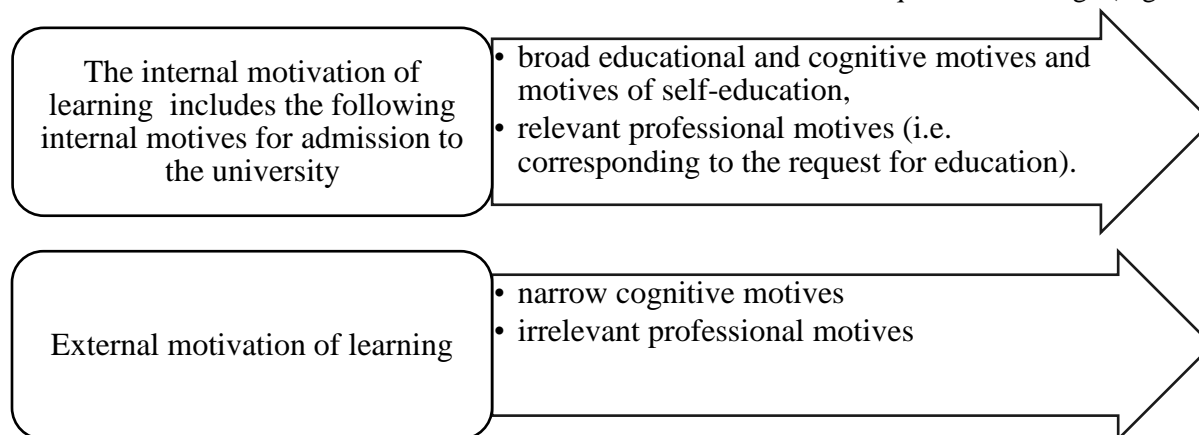 The internal motivation of
learning includes the following
internal motives for admission to
the university
• broad educational and cognitive motives and
motives of self-education,
• relevant professional motives (i.e.
corresponding to the request for education).
External motivation of learning
• narrow cognitive motives
• irrelevant professional motives